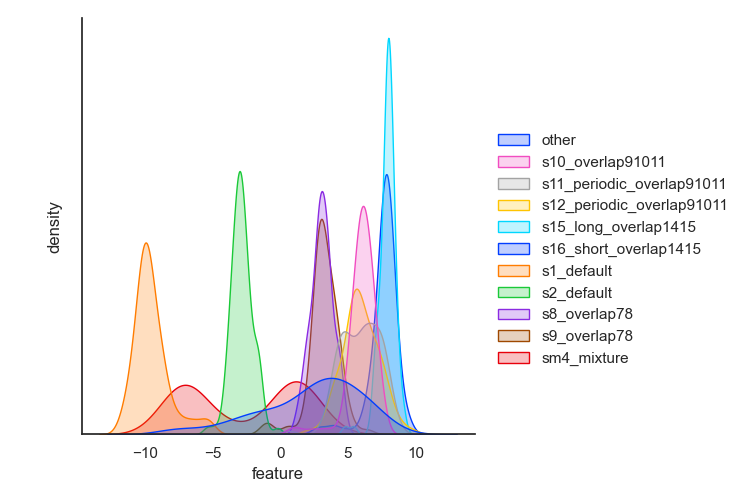 density
−10
−5
0
5
10
feature
other
s10_overlap91011
s11_periodic_overlap91011
s12_periodic_overlap91011
s15_long_overlap1415
s16_short_overlap1415
s1_default
s2_default
s8_overlap78
s9_overlap78
sm4_mixture